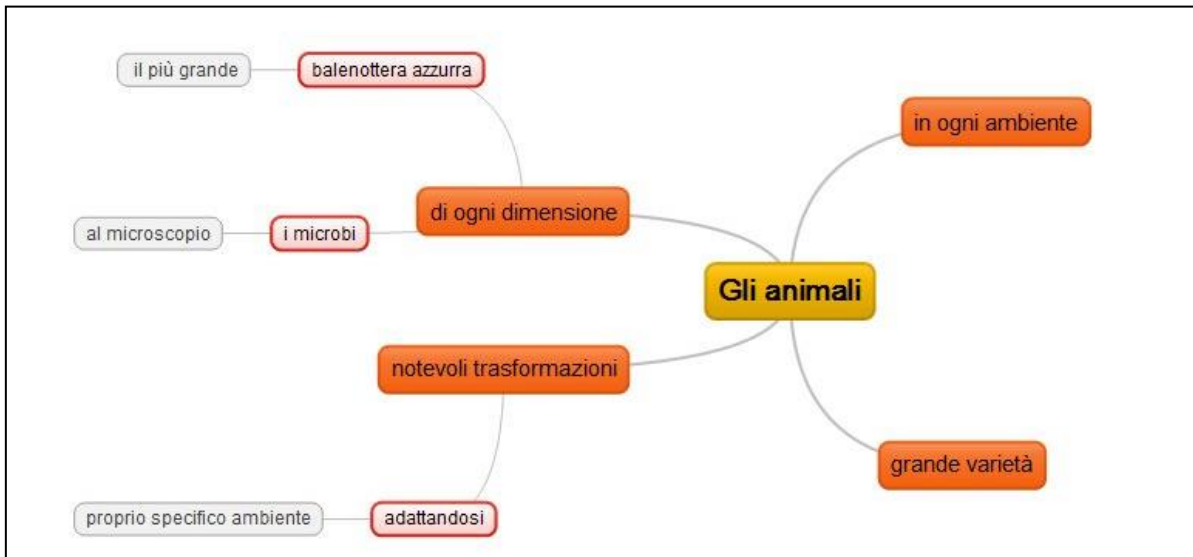 il più grande
balenottera azzurra
in ogni ambiente
di ogni dimensione
al microscopio
i microbi
Gli animali
notevoli trasformazioni
grande varietà
proprio specifico ambiente
adattandosi